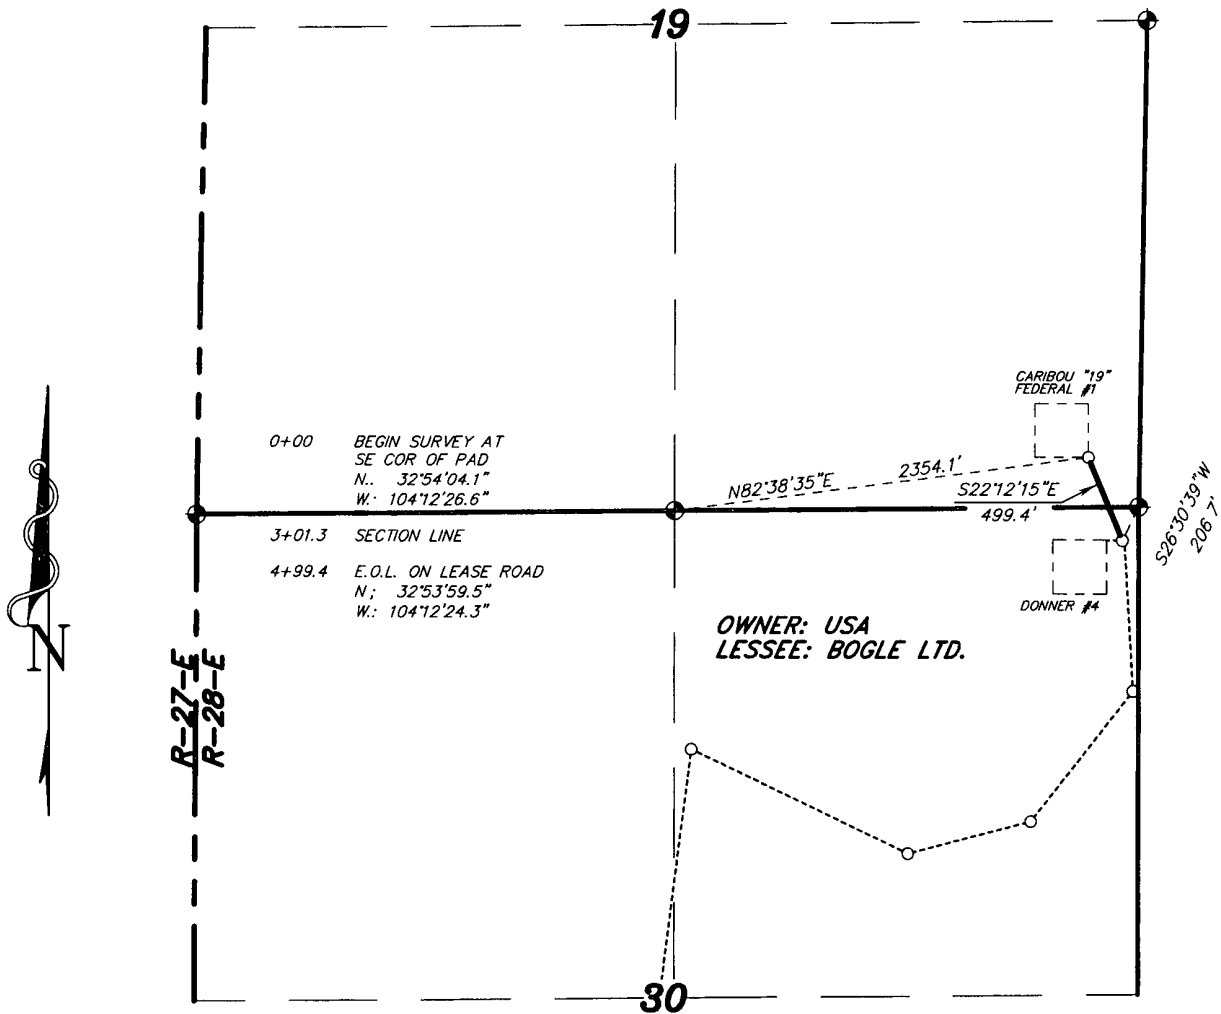 19
CARIBOU "19"
FEDERAL #1
0+00 BEGIN SURVEY AT
SE COR OF PAD
N.. 32°54'04.1"
W.: 104°12'26.6"
N82°38'35"E
2354.1'
S22°12'15"E
499.4'
S26°30'39"W
206 7'
3+01.3 SECTION LINE
4+99.4 E.O.L. ON LEASE ROAD
N; 32°53'59.5"
W.: 104°12'24.3"
DONNER #4
OWNER: USA
LESSEE: BOGLE LTD.
N
R-27-E
R-28-E
30